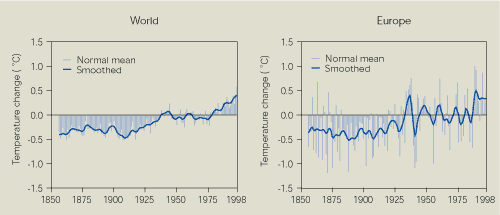 World
Temperature change ( °C)
1.5
1.0
0.5
0.0
-0.5
-1.0
-1.5
Normal mean
Smoothed
1850 1875 1900 1925 1950 1975 1998
Europe
Temperature change ( °C)
1.5
1.0
0.5
0.0
-0.5
-1.0
-1.5
Normal mean
Smoothed
1850 1875 1900 1925 1950 1975 1998